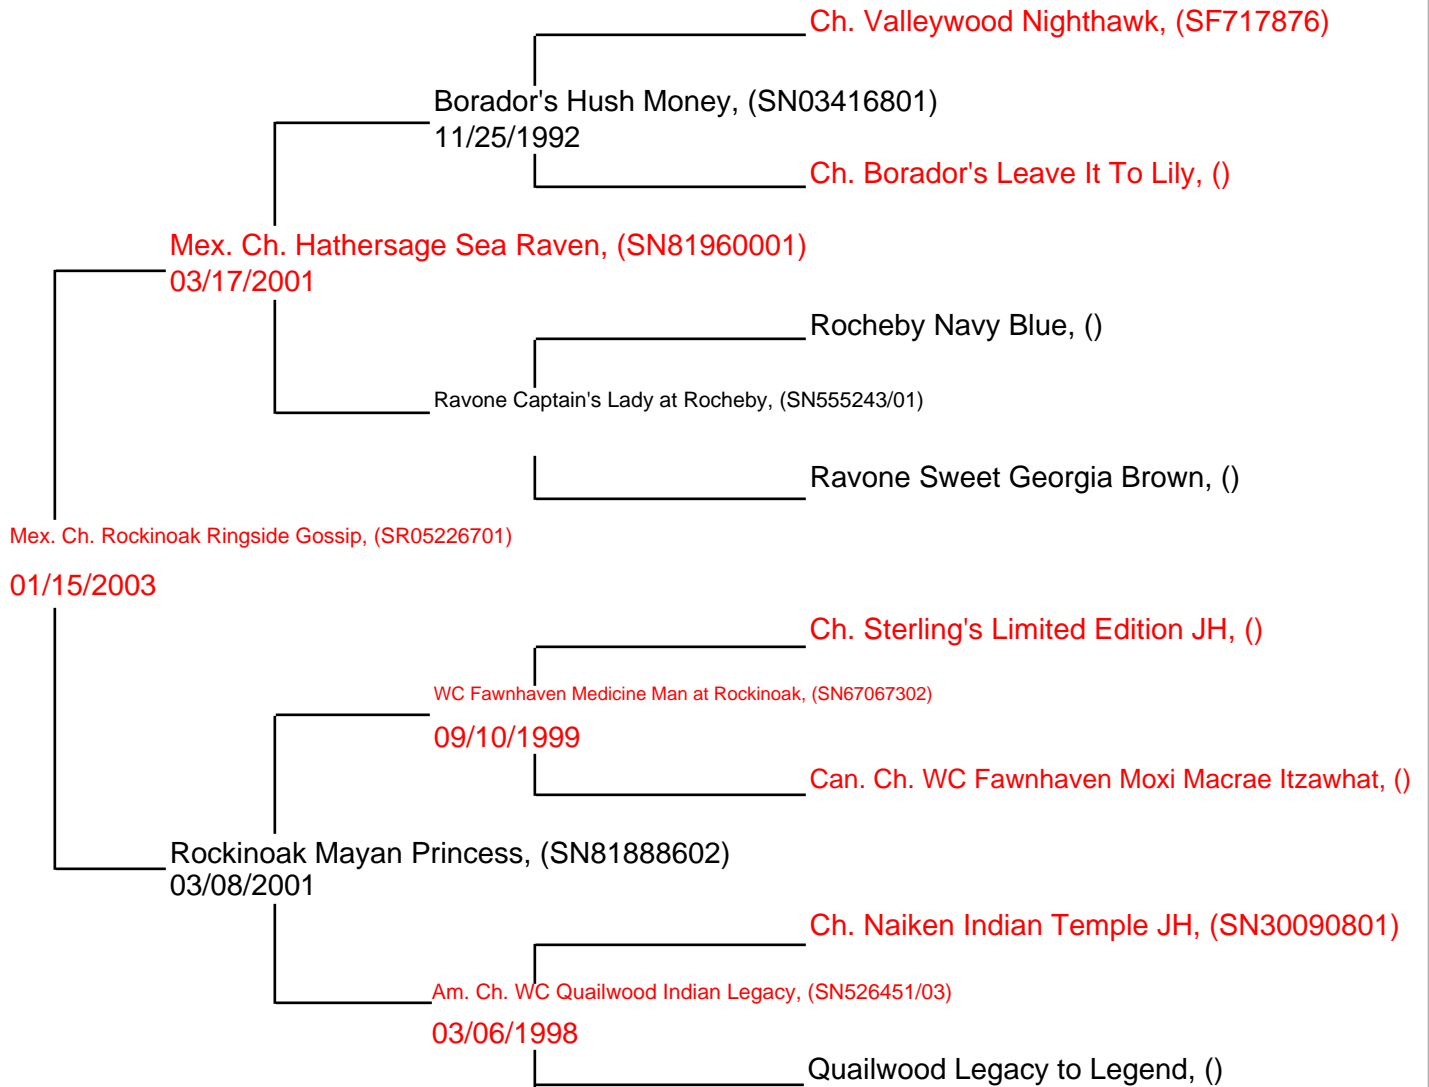 Ch. Valleywood Nighthawk, (SF717876)
Borador's Hush Money, (SN03416801)
11/25/1992
Ch. Borador's Leave It To Lily, ()
Mex. Ch. Hathersage Sea Raven, (SN81960001)
03/17/2001
Rocheby Navy Blue, ()
Ravone Captain's Lady at Rocheby, (SN555243/01)
Ravone Sweet Georgia Brown, ()
Mex. Ch. Rockinoak Ringside Gossip, (SR05226701)
01/15/2003
Ch. Sterling's Limited Edition JH, ()
WC Fawnhaven Medicine Man at Rockinoak, (SN67067302)
09/10/1999
Can. Ch. WC Fawnhaven Moxi Macrae Itzawhat, ()
Rockinoak Mayan Princess, (SN81888602)
03/08/2001
Ch. Naiken Indian Temple JH, (SN30090801)
Am. Ch. WC Quailwood Indian Legacy, (SN526451/03)
03/06/1998
Quailwood Legacy to Legend, ()